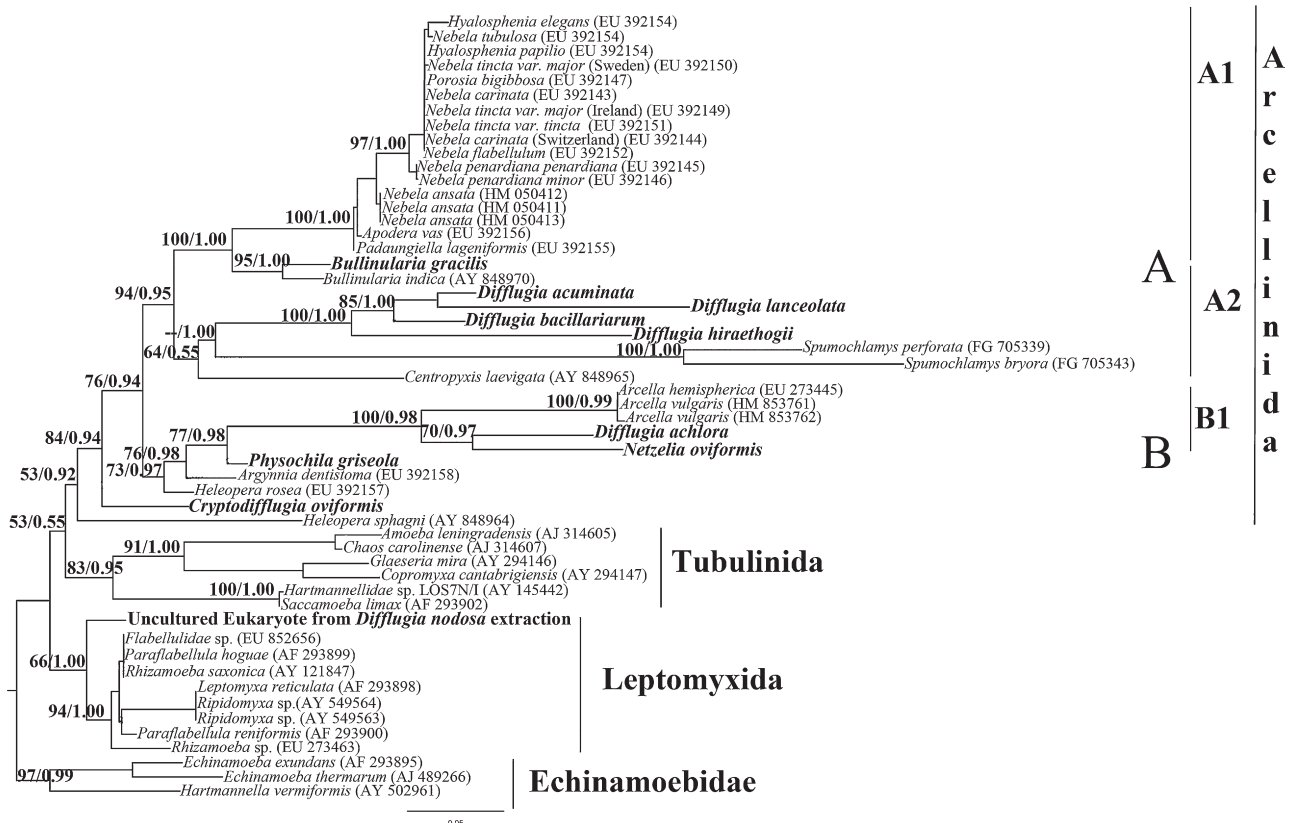 Hyalosphenia elegans (EU 392154)
Nebela tubulosa (EU 392154)
Hyalosphenia papilio (EU 392154)
Nebela tincta var. major (Sweden) (EU 392150)
Porosia bigibbosa (EU 392147)
Nebela carinata (EU 392143)
Nebela tincta var. major (Ireland) (EU 392149)
Nebela tincta var. tincta (EU 392151)
Nebela carinata (Switzerland) (EU 392144)
97/1.00
Nebela flabellulum (EU 392152)
Nebela penardiana penardiana (EU 392145)
Nebela penardiana minor (EU 392146)
Nebela ansata (HM 050412)
Nebela ansata (HM 050411)
100/1.00
Nebela ansata (HM 050413)
Apodera vas (EU 392156)
100/1.00
Padaungiella lageniformis (EU 392155)
95/1.00
Bullinularia gracilis
Bullinularia indica (AY 848970)
94/0.95
Difflugia acuminata
85/1.00
Difflugia lanceolata
100/1.00
Difflugia bacillariarum
--/1.00
Difflugia hiraethogii
64/0.55
100/1.00
Spumochlamys perforata (FG 705339)
Spumochlamys bryora (FG 705343)
76/0.94
Centropyxis laevigata (AY 848965)
Arcella hemispherica (EU 273445)
100/0.99
Arcella vulgaris (HM 853761)
100/0.98
Arcella vulgaris (HM 853762)
77/0.98
70/0.97
Difflugia achlora
84/0.94
Netzelia oviformis
76/0.98
Physochila griseola
73/0.97
Argynnia dentistoma (EU 392158)
53/0.92
Heleopera rosea (EU 392157)
Cryptodifflugia oviformis
53/0.55
Heleopera sphagni (AY 848964)
Amoeba leningradensis (AJ 314605)
91/1.00
Chaos carolinense (AJ 314607)
83/0.95
Glaeseria mira (AY 294146)
Copromyxa cantabrigiensis (AY 294147)
100/1.00
Hartmannellidae sp. LOS7N/I (AY 145442)
Saccamoeba limax (AF 293902)
Uncultured Eukaryote from Difflugia nodosa extraction
Flabellulidae sp. (EU 852656)
66/1.00
Paraflabellula hoguae (AF 293899)
Rhizamoeba saxonica (AY 121847)
Leptomyxa reticulata (AF 293898)
Ripidomyxa sp.(AY 549564)
94/1.00
Ripidomyxa sp. (AY 549563)
Paraflabellula reniformis (AF 293900)
Rhizamoeba sp. (EU 273463)
Echinamoeba exundans (AF 293895)
97/0.99
Echinamoeba thermarum (AJ 489266)
Hartmannella vermiformis (AY 502961)
0.05
A1
A
A2
B1
B
Arcellinida
Tubulinida
Leptomyxida
Echinamoebidae